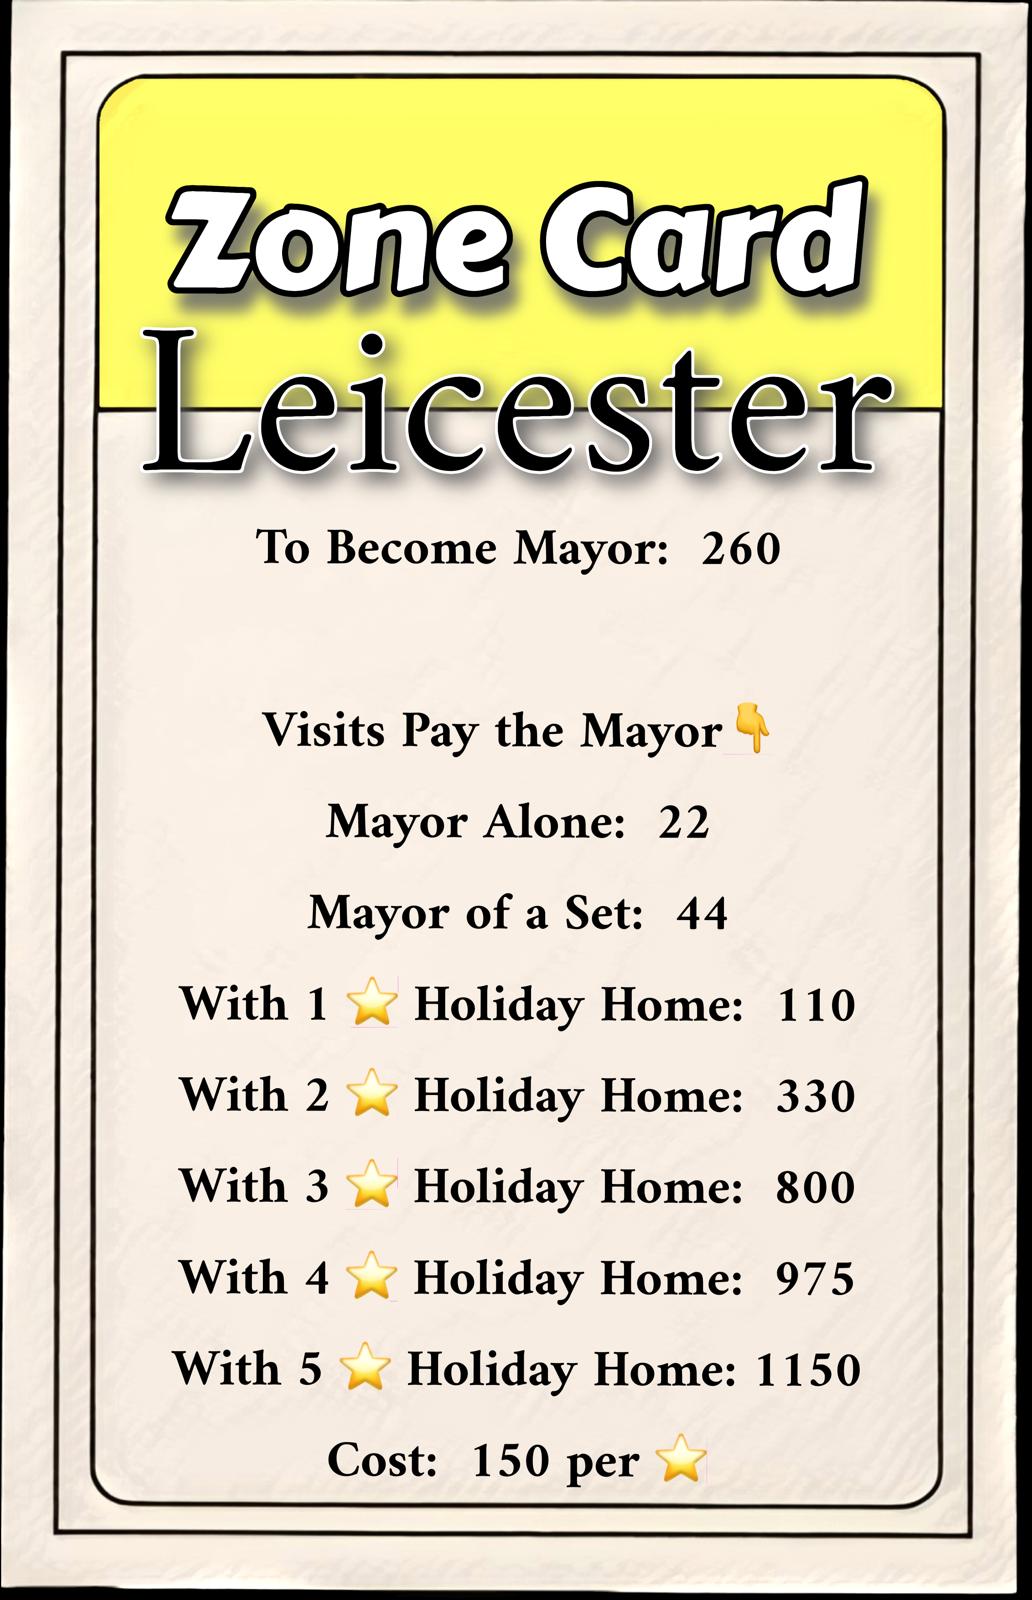 Zone Card
Leicester
To Become Mayor: 260
Visits Pay the Mayor👇
Mayor Alone: 22
Mayor of a Set: 44
With 1 ⭐ Holiday Home: 110
With 2 ⭐ Holiday Home: 330
With 3 ⭐ Holiday Home: 800
With 4 ⭐ Holiday Home: 975
With 5 ⭐ Holiday Home: 1150
Cost: 150 per ⭐